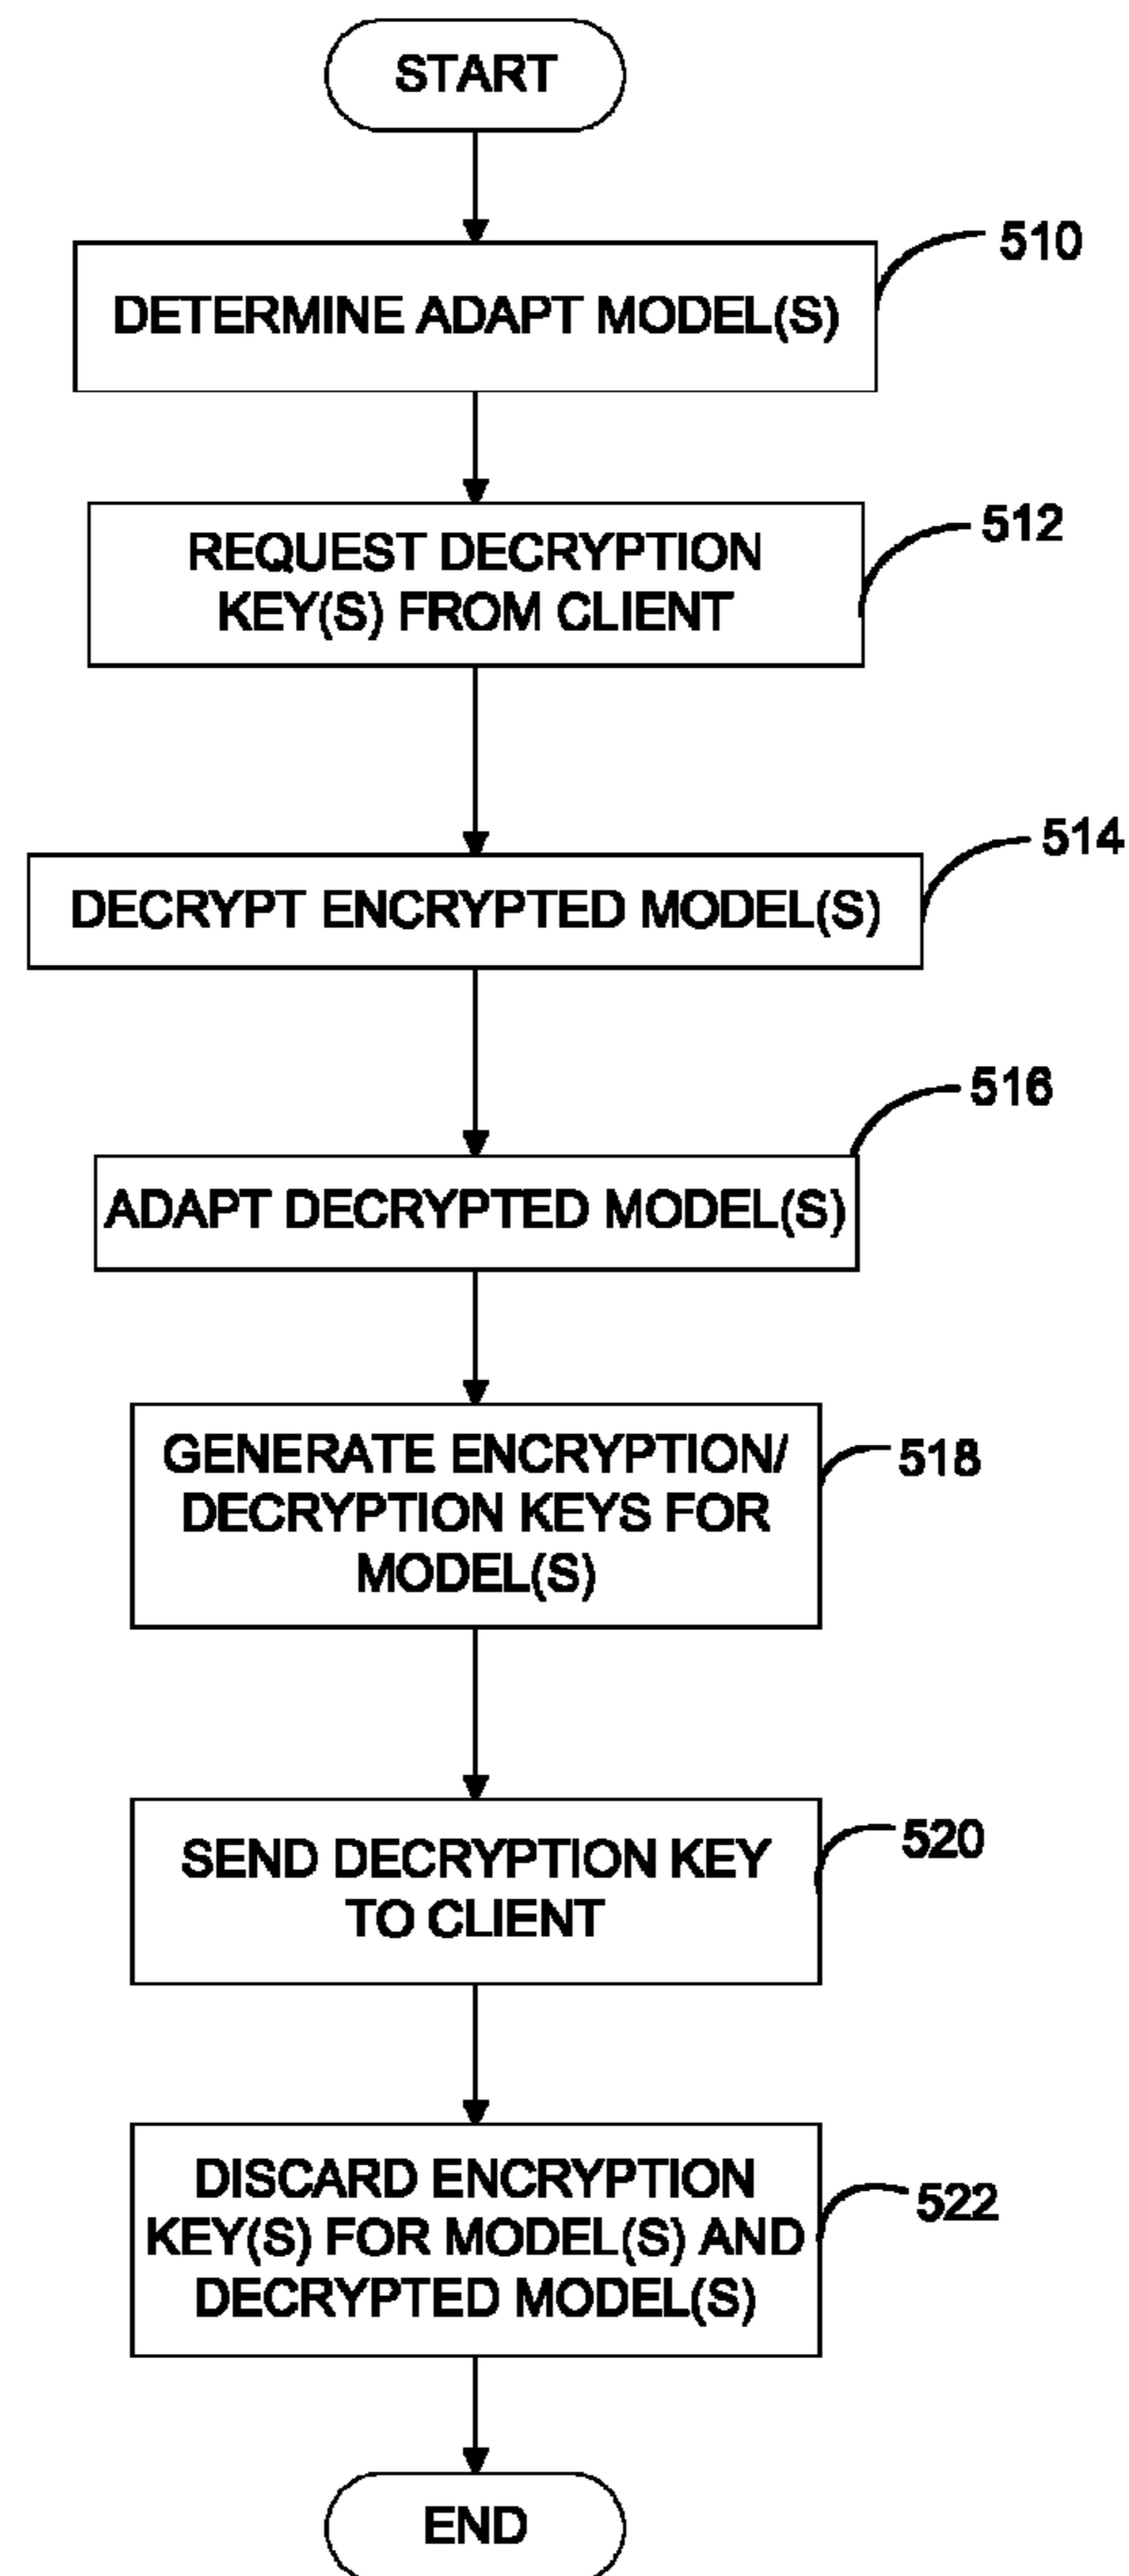 START
510
DETERMINE ADAPT MODEL(S)
512
REQUEST DECRYPTION
KEY(S) FROM CLIENT
514
DECRYPT ENCRYPTED MODEL(S)
516
ADAPT DECRYPTED MODEL(S)
518
GENERATE ENCRYPTION/
DECRYPTION KEYS FOR
MODEL(S)
520
SEND DECRYPTION KEY
TO CLIENT
522
DISCARD ENCRYPTION
KEY(S) FOR MODEL(S) AND
DECRYPTED MODEL(S)
END